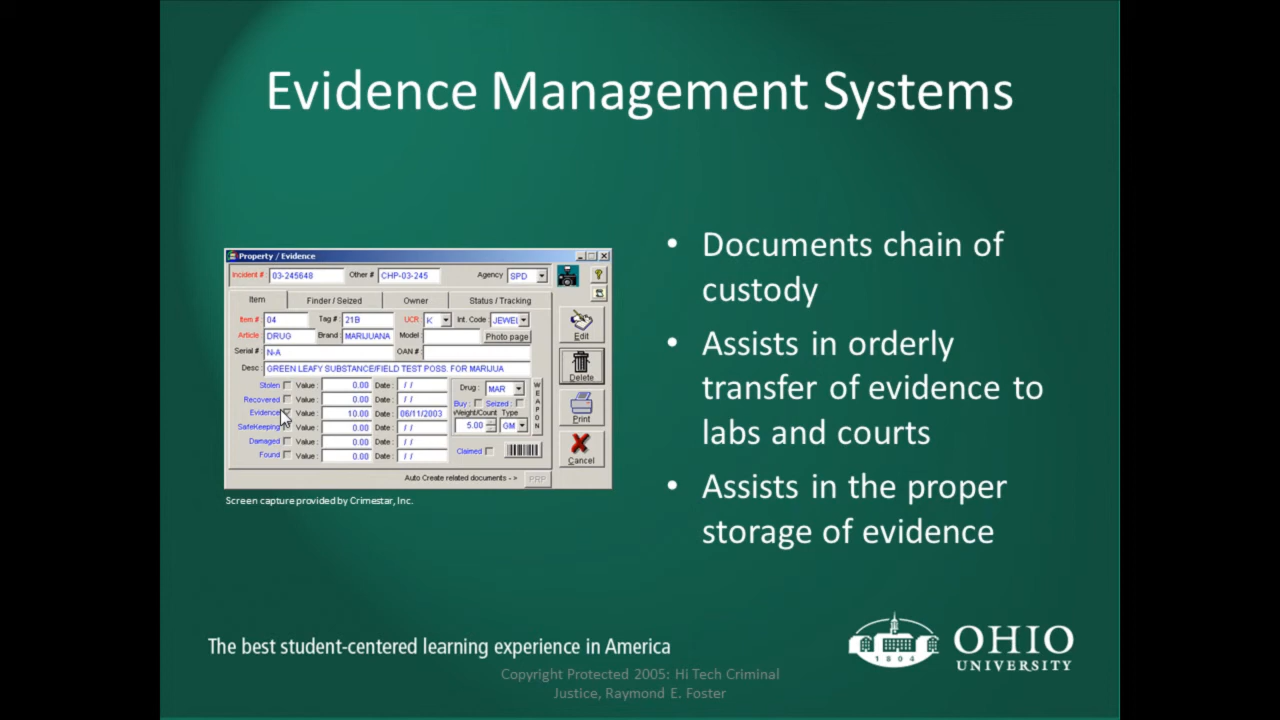 Evidence Management Systems
Property / Evidence
Incident # 03-245648 Other # CHP-03-245 Agency SPD
Item Finder / Seized Owner Status / Tracking
Item #: 04 Tag #: 21B UCR: K Int. Code: JEWEL
Article: DRUG Brand: MARIJUANA Model: Photo page
Serial #: N-A OAN #:
Desc: GREEN LEAFY SUBSTANCE/FIELD TEST POSS. FOR MARIJUA
Stolen Value: 0.00 Date: / /
Recovered Value: 0.00 Date: / /
Evidence Value: 10.00 Date: 06/11/2003
SafeKeeping Value: 0.00 Date: / /
Damaged Value: 0.00 Date: / /
Found Value: 0.00 Date: / /
Drug: MAR
Buy: Seized:
Weight/Count Type
5.00 GM
Claimed
WEAPON
Auto Create related documents - > PRP
Edit
Delete
Print
Cancel
Screen capture provided by Crimestar, Inc.
• Documents chain of
custody
• Assists in orderly
transfer of evidence to
labs and courts
• Assists in the proper
storage of evidence
The best student-centered learning experience in America
1804
OHIO
UNIVERSITY
Copyright Protected 2005: Hi Tech Criminal
Justice, Raymond E. Foster